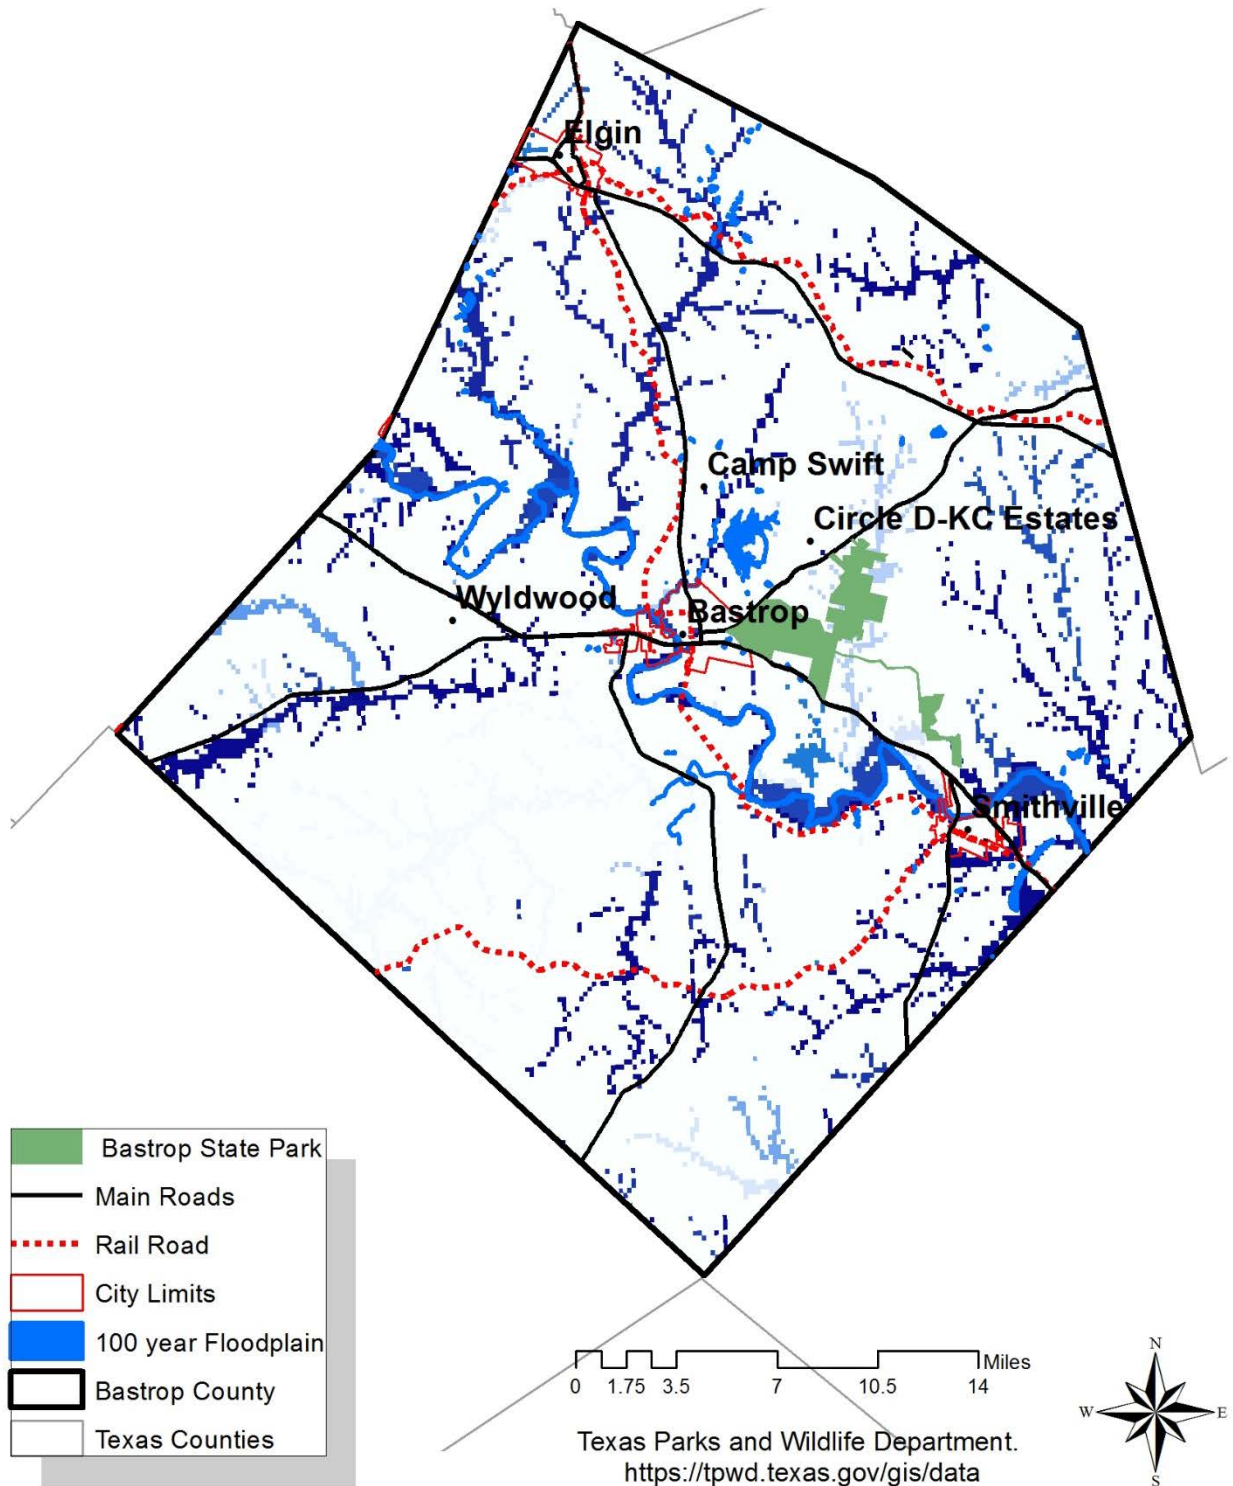 Elgin
Camp Swift
Circle D-KC Estates
Wyldwood
Bastrop
Smithville
Bastrop State Park
Main Roads
Rail Road
City Limits
100 year Floodplain
Bastrop County
Texas Counties
Miles
0 1.75 3.5 7 10.5 14
N
W E
S
Texas Parks and Wildlife Department.
https://tpwd.texas.gov/gis/data